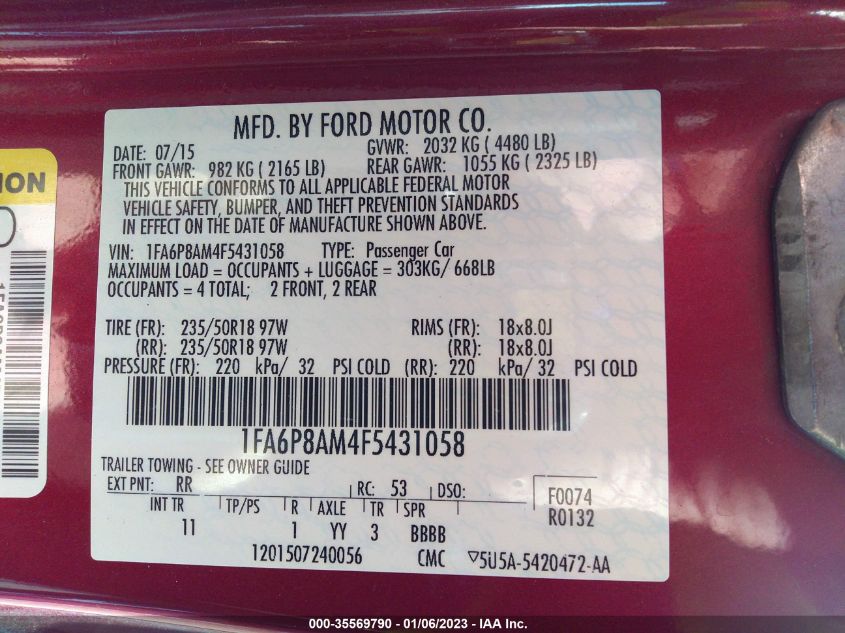 MFD. BY FORD MOTOR CO.
DATE: 07/15 GVWR: 2032 KG ( 4480 LB)
FRONT GAWR: 982 KG ( 2165 LB) REAR GAWR: 1055 KG ( 2325 LB)
THIS VEHICLE CONFORMS TO ALL APPLICABLE FEDERAL MOTOR
VEHICLE SAFETY, BUMPER, AND THEFT PREVENTION STANDARDS
IN EFFECT ON THE DATE OF MANUFACTURE SHOWN ABOVE.
VIN: 1FA6P8AM4F5431058 TYPE: Passenger Car
MAXIMUM LOAD = OCCUPANTS + LUGGAGE = 303KG/ 668LB
OCCUPANTS = 4 TOTAL; 2 FRONT, 2 REAR
TIRE (FR): 235/50R18 97W RIMS (FR): 18x8.0J
(RR): 235/50R18 97W (RR): 18x8.0J
PRESSURE (FR): 220 kPa/ 32 PSI COLD (RR): 220 kPa/ 32 PSI COLD
1FA6P8AM4F5431058
TRAILER TOWING - SEE OWNER GUIDE
EXT PNT: RR RC: 53 DSO: F0074
INT TR TP/PS R AXLE TR SPR R0132
11 1 YY 3 BBBB
1201507240056 CMC ▽5U5A-5420472-AA
000-35569790 - 01/06/2023 - IAA Inc.